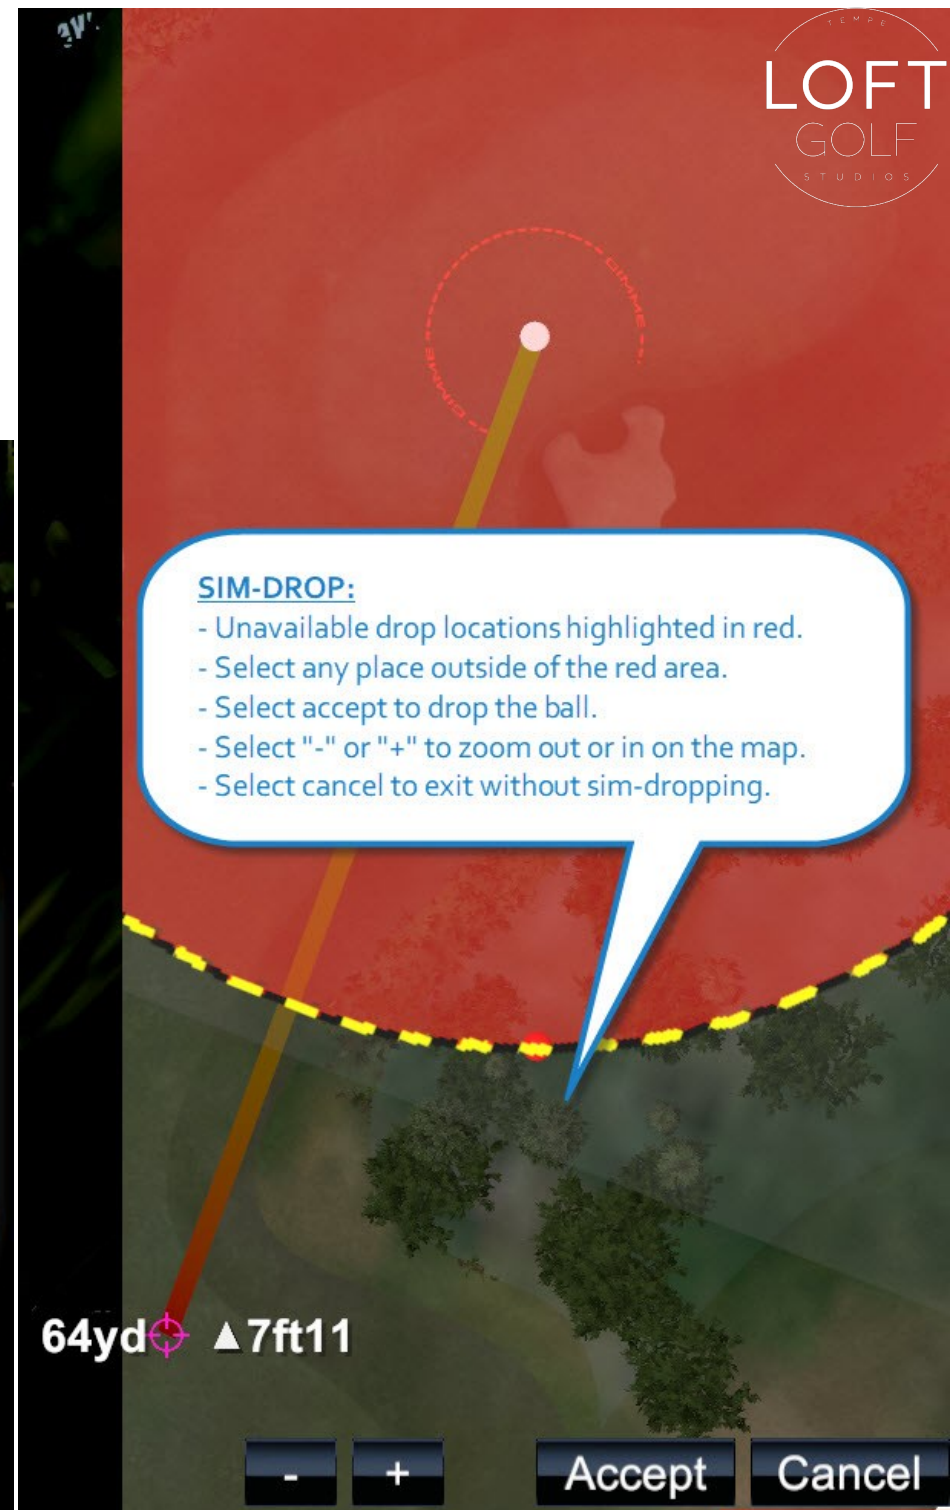 TEMPE
LOFT
GOLF
STUDIOS
GIMME
GIMME
SIM-DROP:
- Unavailable drop locations highlighted in red.
- Select any place outside of the red area.
- Select accept to drop the ball.
- Select "-" or "+" to zoom out or in on the map.
- Select cancel to exit without sim-dropping.
64yd ▲7ft11
- + Accept Cancel